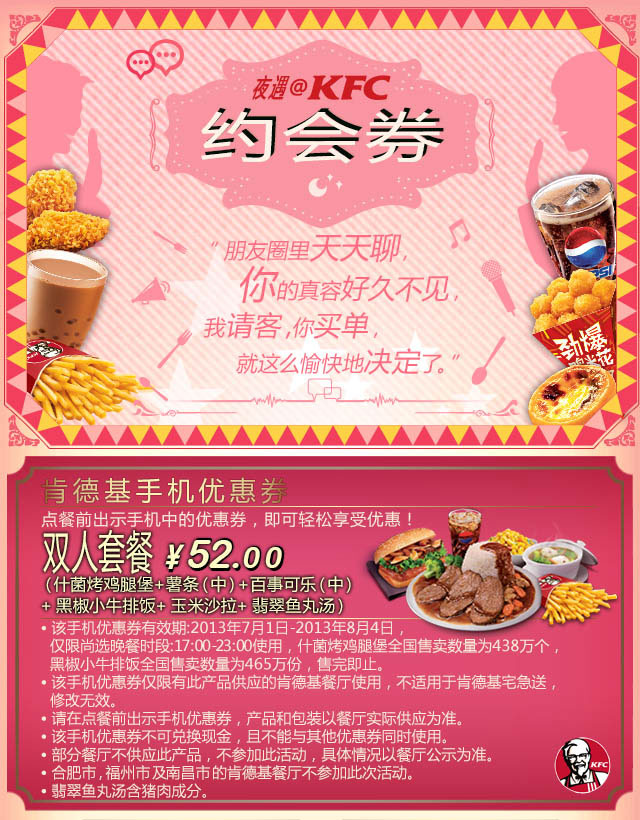 夜遇@KFC
约会券
“朋友圈里天天聊,
你的真容好久不见,
我请客,你买单,
就这么愉快地决定了。”
劲爆
肯德基手机优惠券
点餐前出示手机中的优惠券，即可轻松享受优惠！
双人套餐 ¥52.00
(什菌烤鸡腿堡+薯条(中)+百事可乐(中)
+ 黑椒小牛排饭+ 玉米沙拉+ 翡翠鱼丸汤)
• 该手机优惠券有效期:2013年7月1日-2013年8月4日，
仅限尚选晚餐时段:17:00-23:00使用，什菌烤鸡腿堡全国售卖数量为438万个，
黑椒小牛排饭全国售卖数量为465万份，售完即止。
• 该手机优惠券仅限有此产品供应的肯德基餐厅使用，不适用于肯德基宅急送，
修改无效。
• 请在点餐前出示手机优惠券，产品和包装以餐厅实际供应为准。
• 该手机优惠券不可兑换现金，且不能与其他优惠券同时使用。
• 部分餐厅不供应此产品，不参加此活动，具体情况以餐厅公示为准。
• 合肥市,福州市及南昌市的肯德基餐厅不参加此次活动。
• 翡翠鱼丸汤含猪肉成分。
KFC